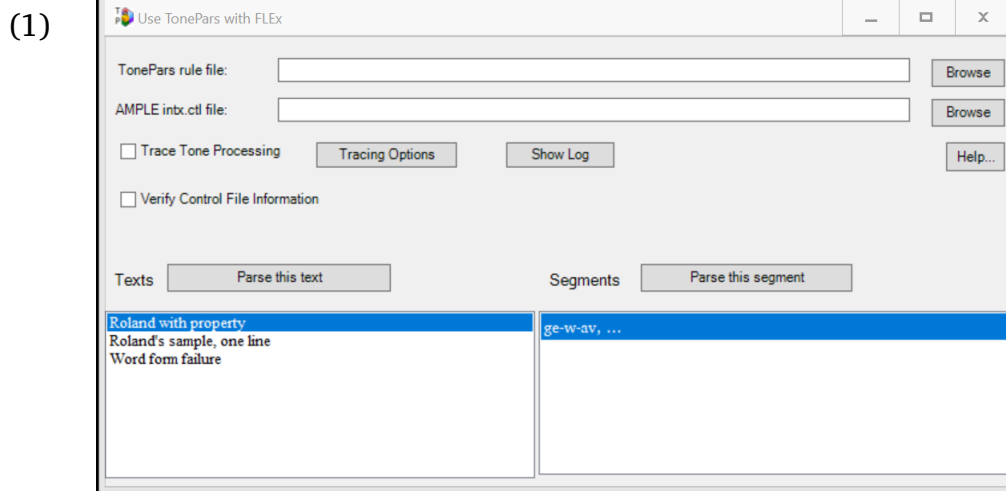 (1)
Use TonePars with FLEx
TonePars rule file: Browse
AMPLE intx.ctl file: Browse
Trace Tone Processing Tracing Options Show Log Help...
Verify Control File Information
Texts Parse this text Segments Parse this segment
Roland with property ge-w-av, ...
Roland's sample, one line
Word form failure